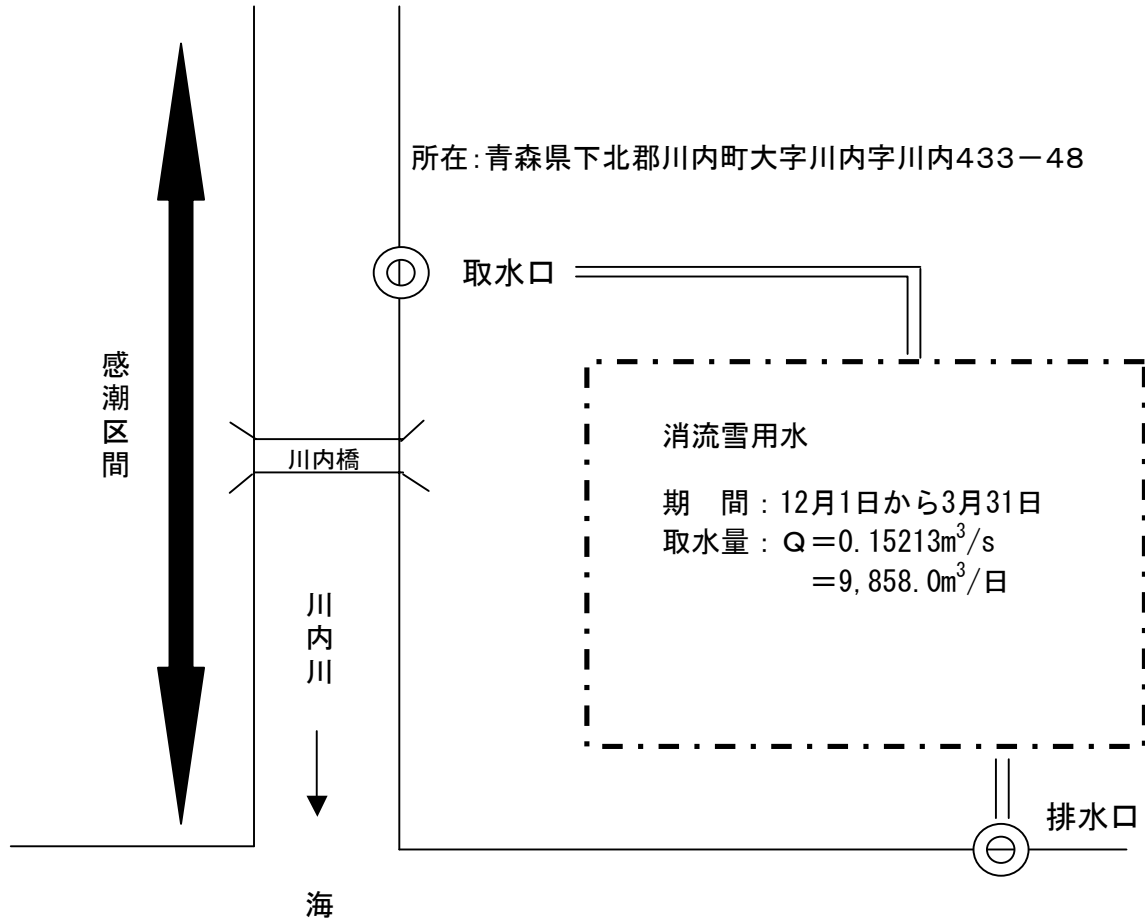 所在:青森県下北郡川内町大字川内字川内433-48
取水口
感潮区間
川内橋
消流雪用水
期 間:12月1日から3月31日
取水量:Q=0.15213m³/s
=9,858.0m³/日
川内川
排水口
海